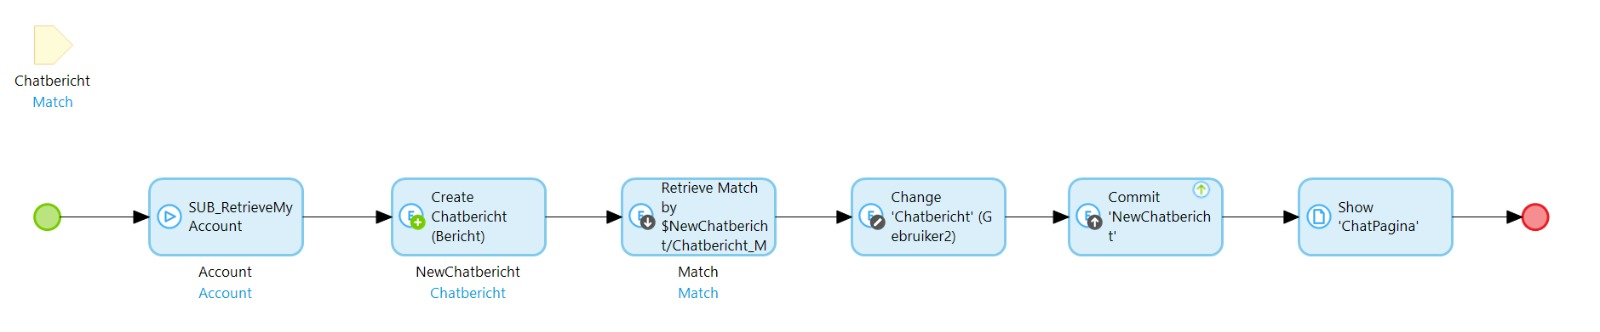 Chatbericht
Match
SUB_RetrieveMy
Account
Account
Account
Create
Chatbericht
(Bericht)
NewChatbericht
Chatbericht
Retrieve Match
by
$NewChatberich
t/Chatbericht_M
Match
Match
Change
'Chatbericht' (G
ebruiker2)
Commit
'NewChatberich
t'
Show
'ChatPagina'